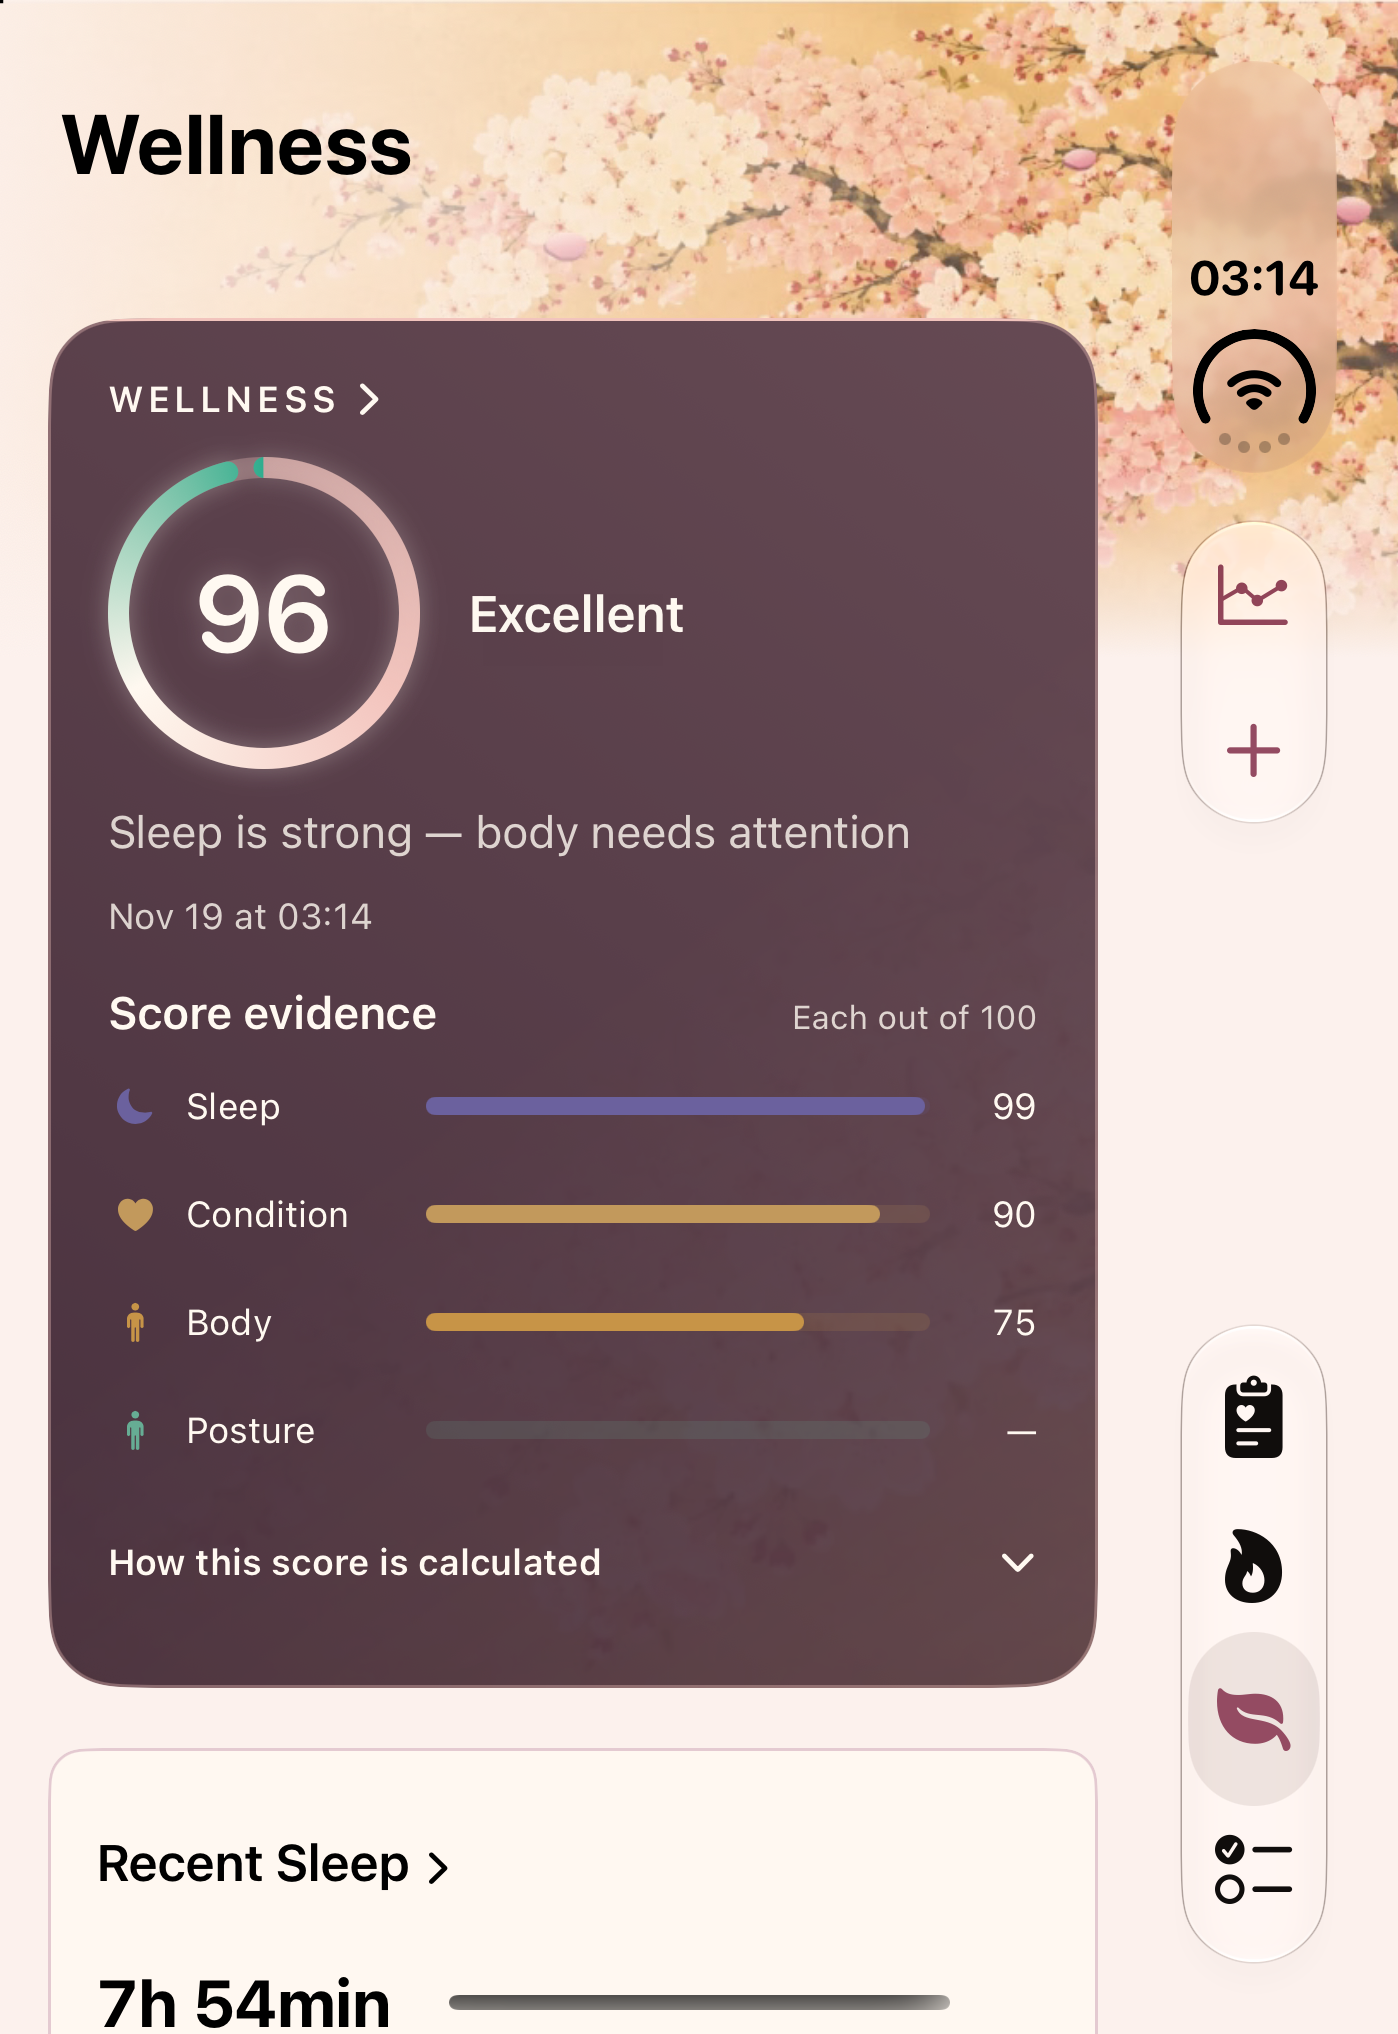 Wellness
03:14
WELLNESS
96
Excellent
Sleep is strong — body needs attention
Nov 19 at 03:14
Score evidence
Each out of 100
Sleep 99
Condition 90
Body 75
Posture —
How this score is calculated
Recent Sleep
7h 54min